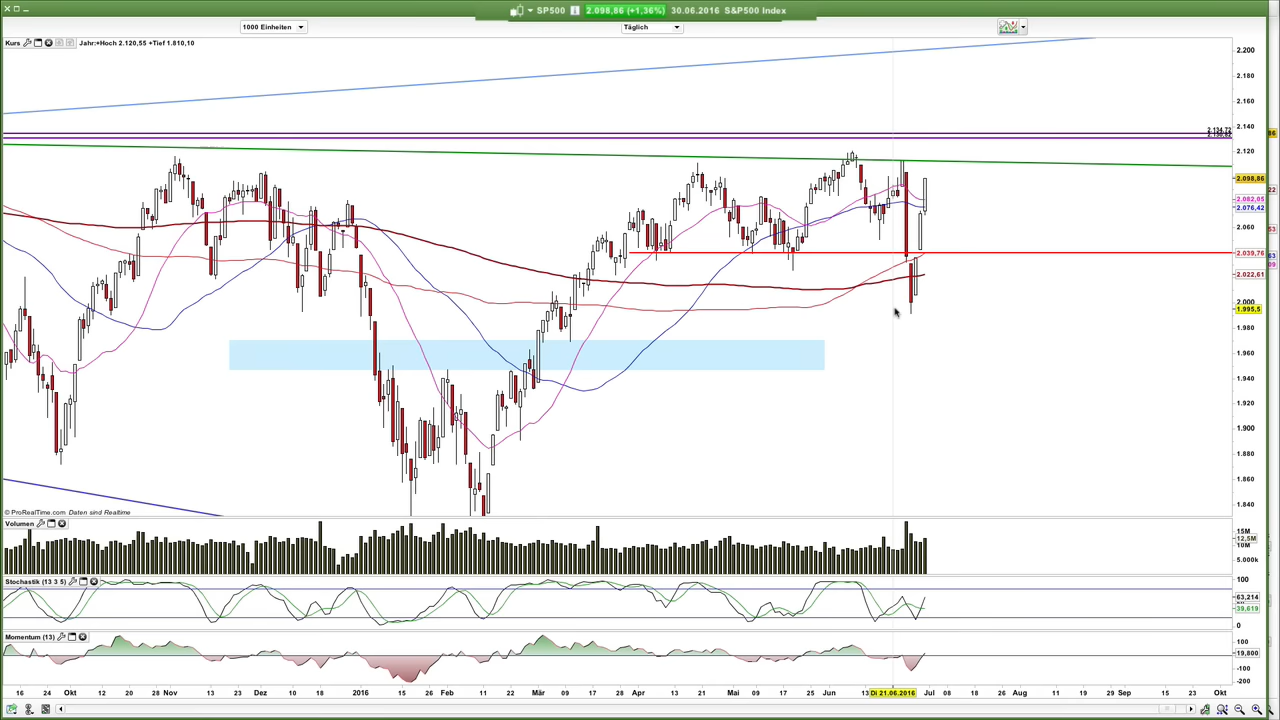 SP500 2.098,86 (+1,36%) 30.06.2016 S&P500 Index
1000 Einheiten Täglich
Kurs Jahr:+Hoch 2.120,55 +Tief 1.810,10
2.200
2.180
2.160
2.140
2.134,72
2.120
2.098,86
2.082,05
2.076,42
2.060
2.039,76
2.022,61
2.000
1.995,5
1.980
1.960
1.940
1.920
1.900
1.880
1.860
1.840
© ProRealTime.com Daten sind Realtime
Volumen
15M
12,5M
10M
5.000k
Stochastik (13 3 5)
100
63,214
39,619
0
Momentum (13)
100
19,800
-100
-200
16 24 Okt 12 20 28 Nov 13 23 Dez 10 18 2016 15 26 Feb 11 22 Mär 09 17 28 Apr 13 21 Mai 09 17 25 Jun 13 Di 21.06.2016 Jul 08 18 26 Aug 11 23 Sep 15 23 Okt